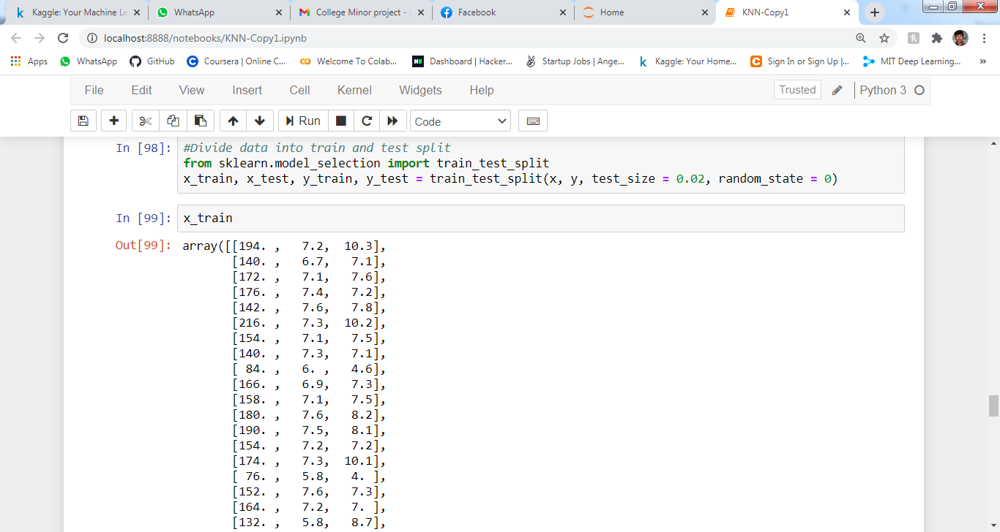 Kaggle: Your Machine Le
WhatsApp
College Minor project - s
Facebook
Home
KNN-Copy1
localhost:8888/notebooks/KNN-Copy1.ipynb
Apps WhatsApp GitHub Coursera | Online C... Welcome To Colab... Dashboard | Hacker... Startup Jobs | Ange... Kaggle: Your Home... Sign In or Sign Up |... MIT Deep Learning... »
File Edit View Insert Cell Kernel Widgets Help Trusted Python 3
Run Code
In [98]: #Divide data into train and test split
from sklearn.model_selection import train_test_split
x_train, x_test, y_train, y_test = train_test_split(x, y, test_size = 0.02, random_state = 0)
In [99]: x_train
Out[99]: array([[194. ,   7.2,  10.3],
[140. ,   6.7,   7.1],
[172. ,   7.1,   7.6],
[176. ,   7.4,   7.2],
[142. ,   7.6,   7.8],
[216. ,   7.3,  10.2],
[154. ,   7.1,   7.5],
[140. ,   7.3,   7.1],
[ 84. ,   6. ,   4.6],
[166. ,   6.9,   7.3],
[158. ,   7.1,   7.5],
[180. ,   7.6,   8.2],
[190. ,   7.5,   8.1],
[154. ,   7.2,   7.2],
[174. ,   7.3,  10.1],
[ 76. ,   5.8,   4. ],
[152. ,   7.6,   7.3],
[164. ,   7.2,   7. ],
[132. ,   5.8,   8.7],